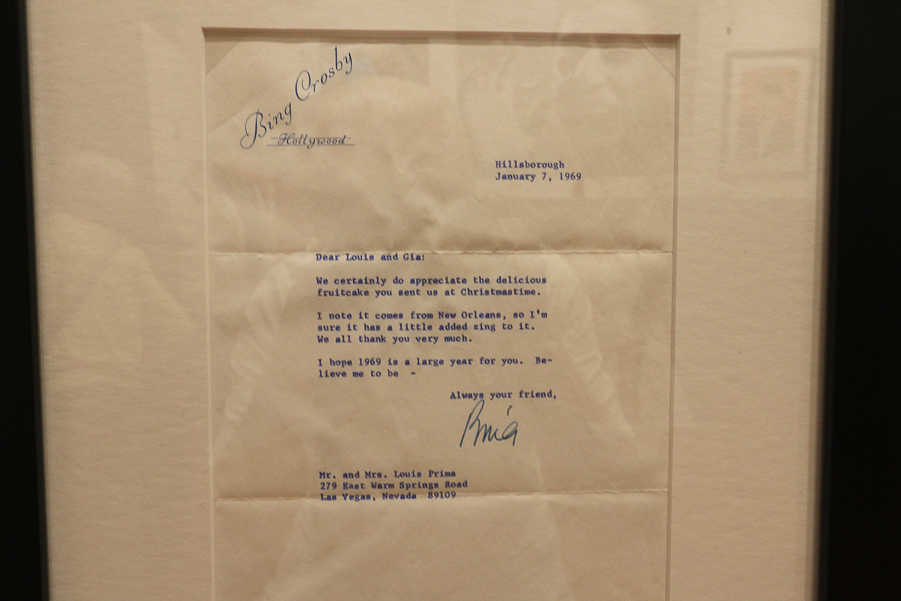 Bing Crosby
Hollywood
Hillsborough
January 7, 1969
Dear Louis and Gia:
We certainly do appreciate the delicious
fruitcake you sent us at Christmastime.
I note it comes from New Orleans, so I'm
sure it has a little added zing to it.
We all thank you very much.
I hope 1969 is a large year for you. Be-
lieve me to be -
Always your friend,
Bing
Mr. and Mrs. Louis Prima
279 East Warm Springs Road
Las Vegas, Nevada 89109